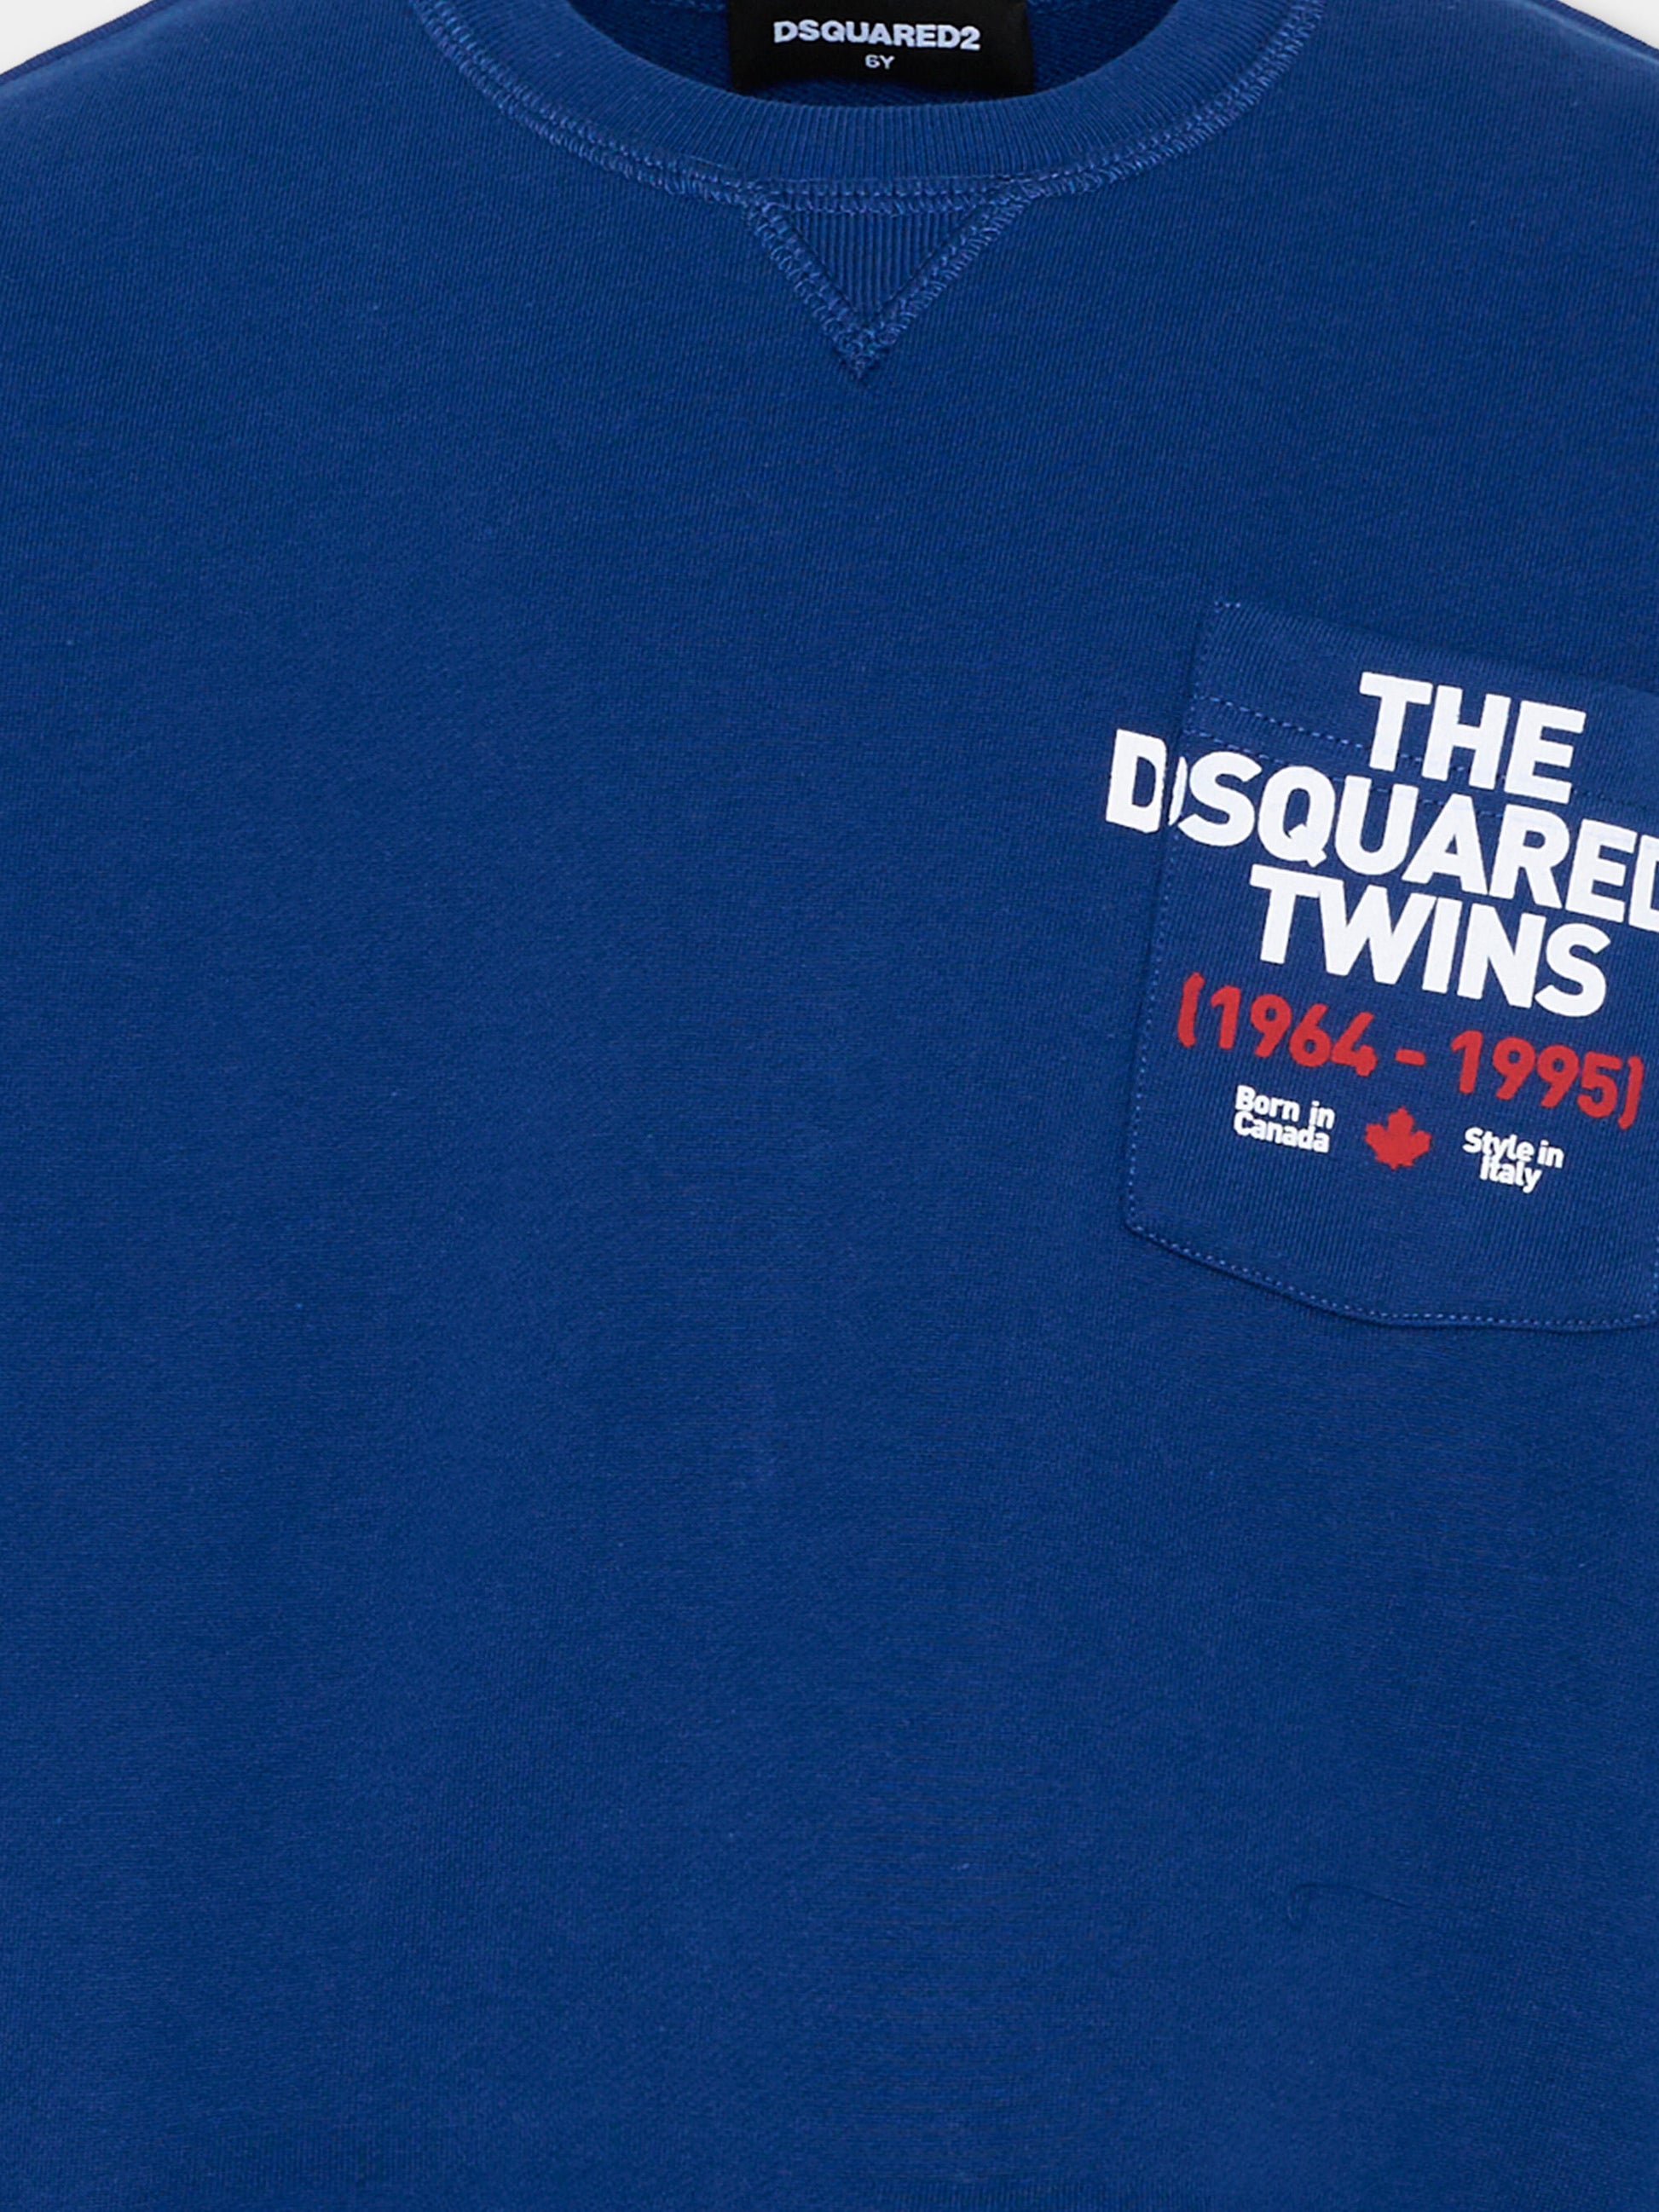 DSQUARED2
6Y
THE
DSQUARED
TWINS
(1964 - 1995)
Born in
Canada
Style in
Italy